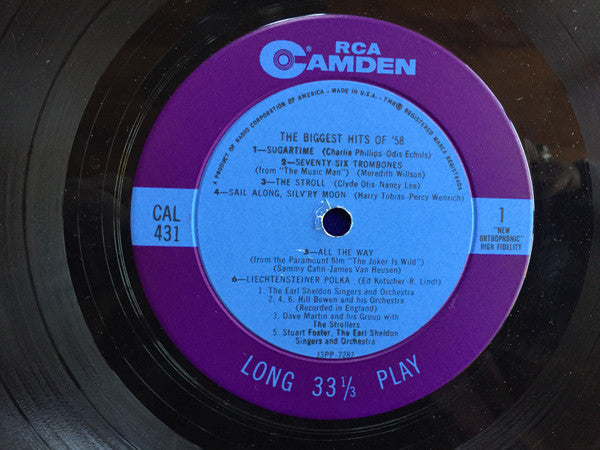 RCA
CAMDEN
A PRODUCT OF RADIO CORPORATION OF AMERICA - MADE IN U.S.A. - TMK(S)® REGISTERED MARCA REGISTRADA
THE BIGGEST HITS OF '58
1—SUGARTIME (Charlie Phillips-Odis Echols)
2—SEVENTY-SIX TROMBONES
(from "The Music Man") (Meredith Willson)
3—THE STROLL (Clyde Otis-Nancy Lee)
4—SAIL ALONG, SILV'RY MOON (Harry Tobias-Percy Wenrich)
CAL
431
1
"NEW
ORTHOPHONIC"
HIGH FIDELITY
5—ALL THE WAY
(from the Paramount film "The Joker Is Wild")
(Sammy Cahn-James Van Heusen)
6—LIECHTENSTEINER POLKA (Ed Kotscher-R. Lindt)
1. The Earl Sheldon Singers and Orchestra
2, 4, 6. Hill Bowen and his Orchestra
(Recorded in England)
3. Dave Martin and his Group with
The Strollers
5. Stuart Foster, The Earl Sheldon
Singers and Orchestra
J3PP-2282
LONG 33 1/3 PLAY